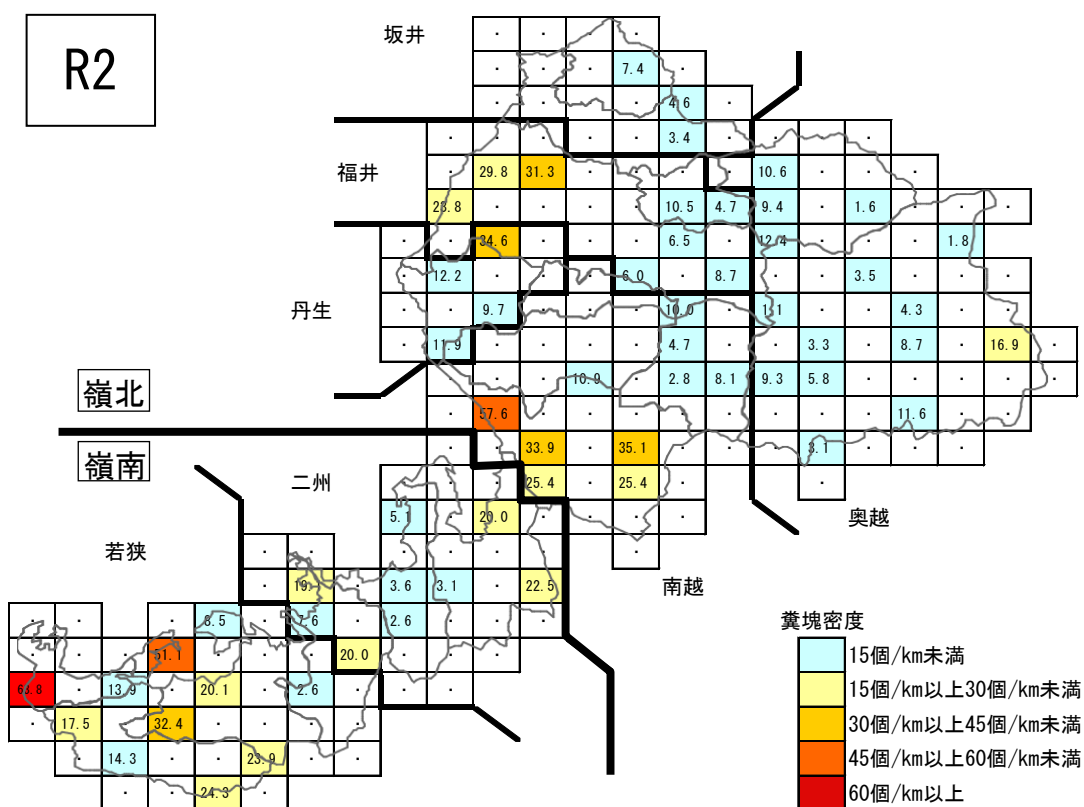 R2
坂井
7.4
4.6
3.4
福井
29.8 31.3 10.6
10.5 4.7 9.4 1.6
34.6 6.5 12.4 1.8
12.2 6.0 8.7 3.5
丹生
9.7 10.0 4.3
11.9 4.7 3.3 8.7 16.9
嶺北
10.9 2.8 8.1 9.3 5.8
57.6 11.6
嶺南
33.9 35.1 3.1
二州
25.4 25.4
5.1 20.0
奥越
若狭
南越
3.6 3.1 22.5
8.5 2.6
糞塊密度
51.1 20.0
15個/km未満
63.8 13.9 20.1 2.6
15個/km以上30個/km未満
17.5 32.4
30個/km以上45個/km未満
14.3 23.9
45個/km以上60個/km未満
24.3
60個/km以上